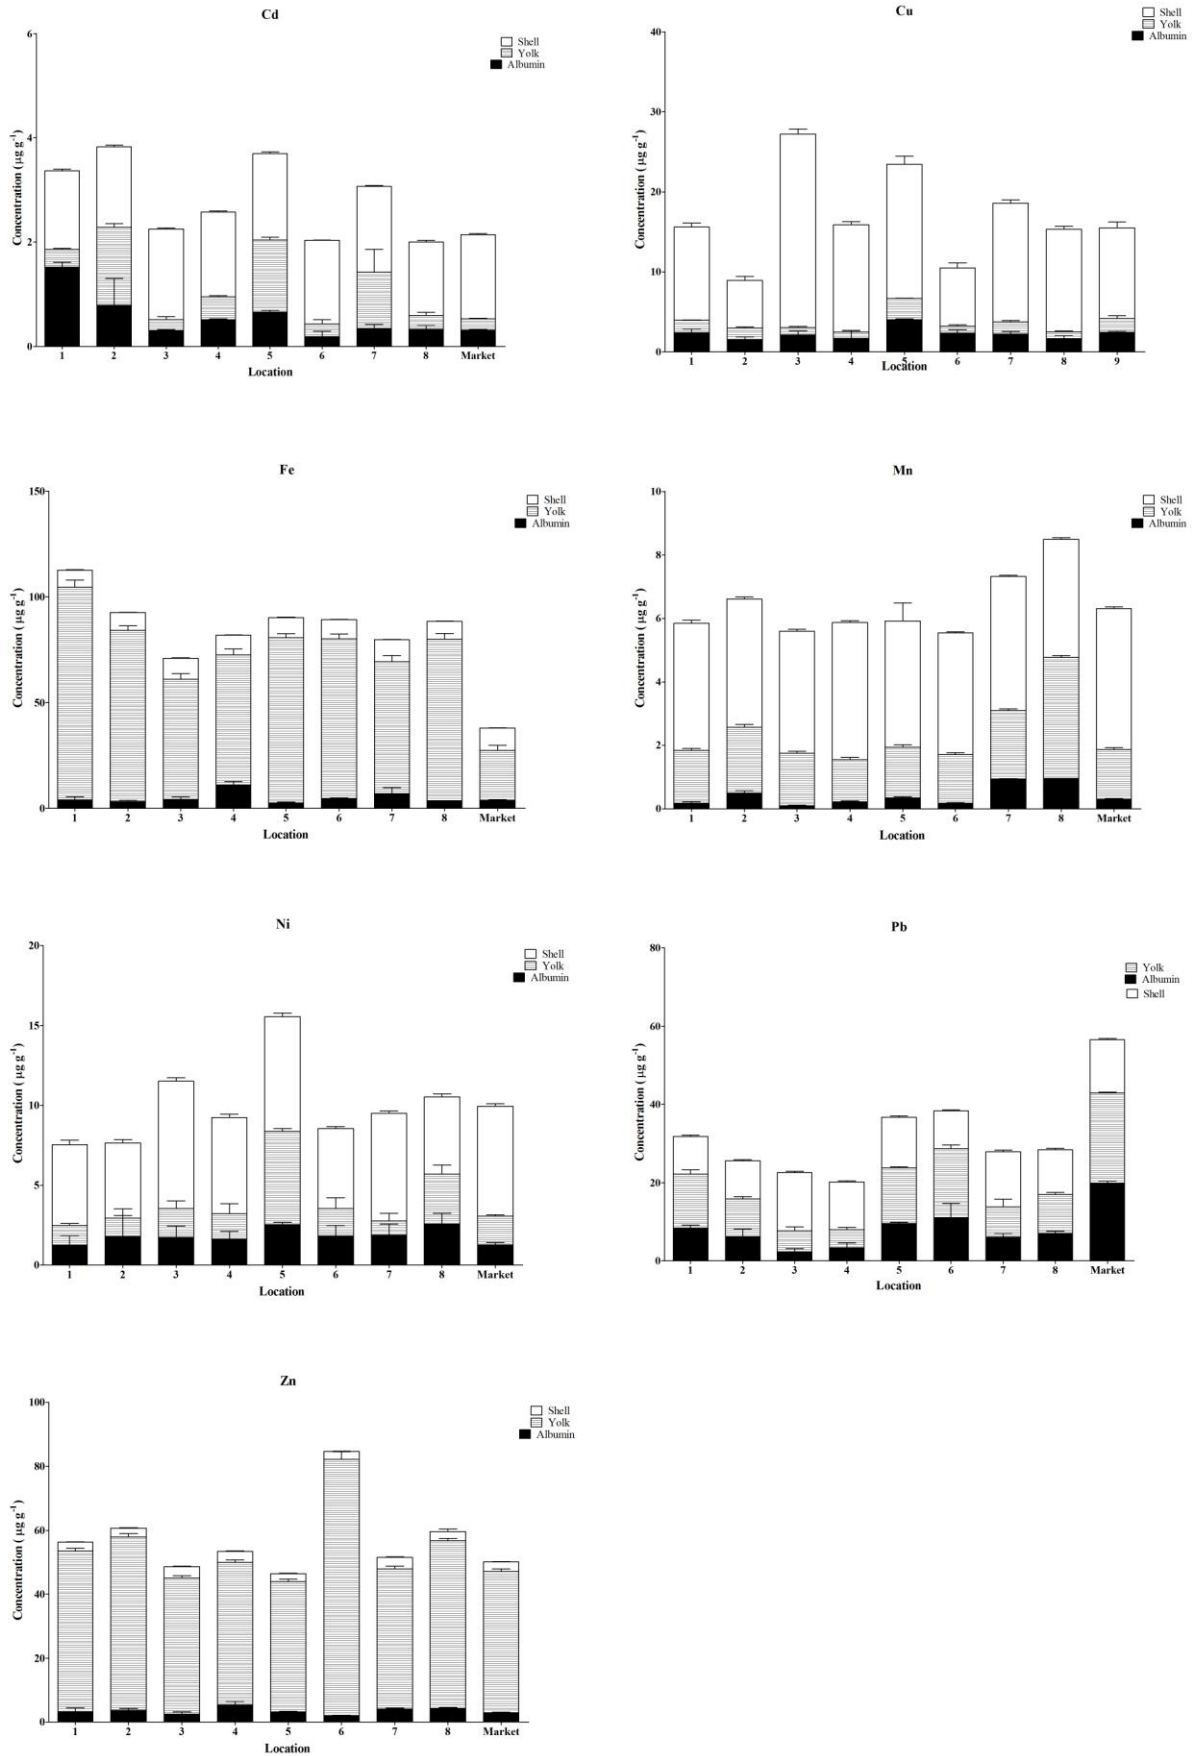 Cd
6
4
2
0
Concentration ( µg g-1)
Shell
Yolk
Albumin
1 2 3 4 5 6 7 8 Market
Location
Cu
40
30
20
10
0
Concentration ( µg g-1)
Shell
Yolk
Albumin
1 2 3 4 5 6 7 8 9
Location
Fe
150
100
50
0
Concentration ( µg g-1)
Shell
Yolk
Albumin
1 2 3 4 5 6 7 8 Market
Location
Mn
10
8
6
4
2
0
Concentration ( µg g-1)
Shell
Yolk
Albumin
1 2 3 4 5 6 7 8 Market
Location
Ni
20
15
10
5
0
Concentration ( µg g-1)
Shell
Yolk
Albumin
1 2 3 4 5 6 7 8 Market
Location
Pb
80
60
40
20
0
Concentration ( µg g-1)
Yolk
Albumin
Shell
1 2 3 4 5 6 7 8 Market
Location
Zn
100
80
60
40
20
0
Concentration ( µg g-1)
Shell
Yolk
Albumin
1 2 3 4 5 6 7 8 Market
Location